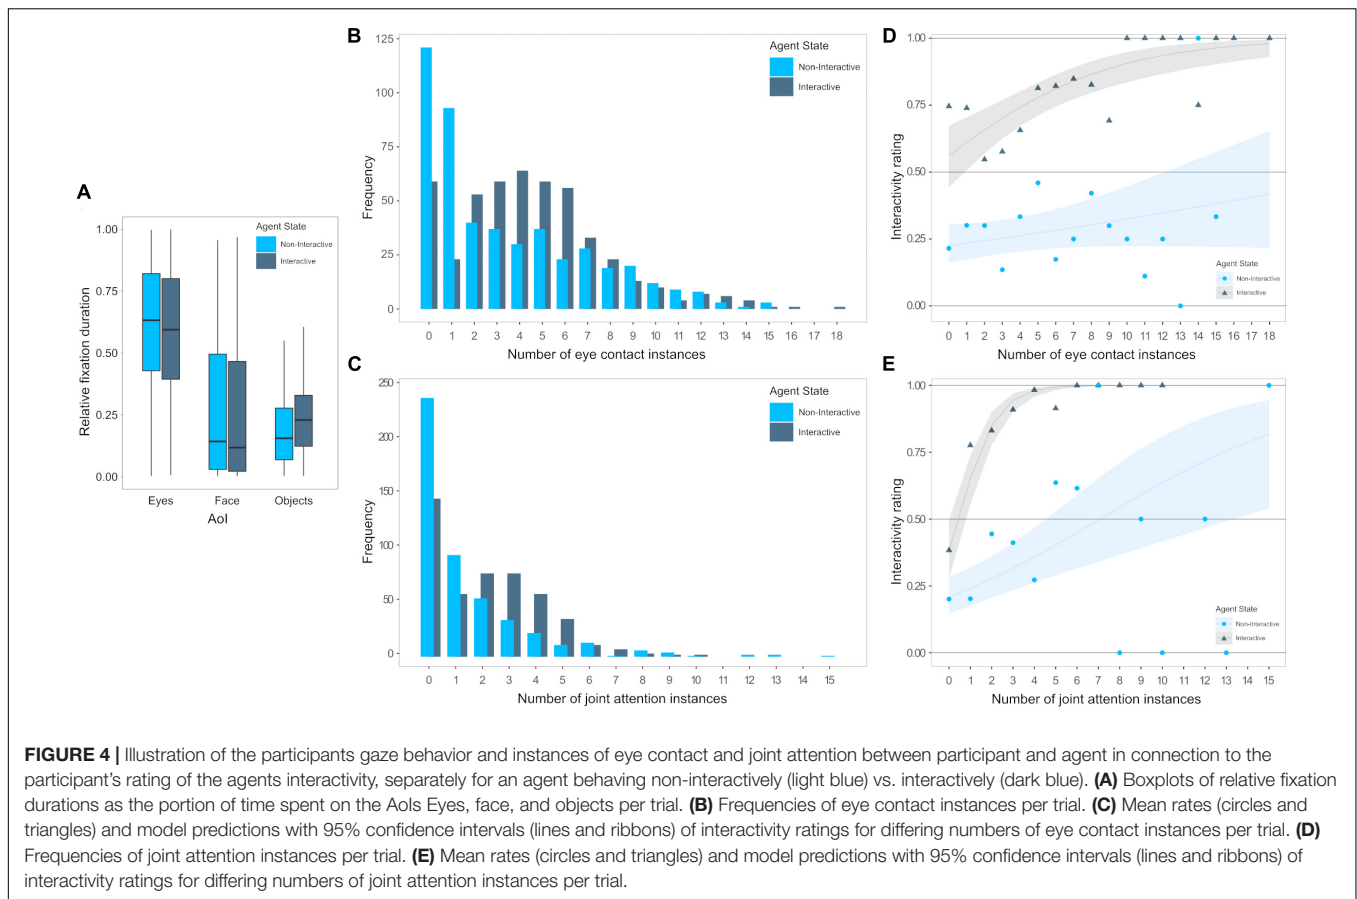 A
Relative fixation duration
1.00
0.75
0.50
0.25
0.00
Agent State
Non-Interactive
Interactive
Eyes Face Objects
AoI
B
Frequency
125
100
75
50
25
0
Agent State
Non-Interactive
Interactive
0 1 2 3 4 5 6 7 8 9 10 11 12 13 14 15 16 17 18
Number of eye contact instances
C
Frequency
250
200
150
100
50
0
Agent State
Non-Interactive
Interactive
0 1 2 3 4 5 6 7 8 9 10 11 12 13 14 15
Number of joint attention instances
D
Interactivity rating
1.00
0.75
0.50
0.25
0.00
Agent State
Non-Interactive
Interactive
0 1 2 3 4 5 6 7 8 9 10 11 12 13 14 15 16 17 18
Number of eye contact instances
E
Interactivity rating
1.00
0.75
0.50
0.25
0.00
Agent State
Non-Interactive
Interactive
0 1 2 3 4 5 6 7 8 9 10 11 12 13 14 15
Number of joint attention instances
FIGURE 4 | Illustration of the participants gaze behavior and instances of eye contact and joint attention between participant and agent in connection to the
participant's rating of the agents interactivity, separately for an agent behaving non-interactively (light blue) vs. interactively (dark blue). (A) Boxplots of relative fixation
durations as the portion of time spent on the AoIs Eyes, face, and objects per trial. (B) Frequencies of eye contact instances per trial. (C) Mean rates (circles and
triangles) and model predictions with 95% confidence intervals (lines and ribbons) of interactivity ratings for differing numbers of eye contact instances per trial. (D)
Frequencies of joint attention instances per trial. (E) Mean rates (circles and triangles) and model predictions with 95% confidence intervals (lines and ribbons) of
interactivity ratings for differing numbers of joint attention instances per trial.